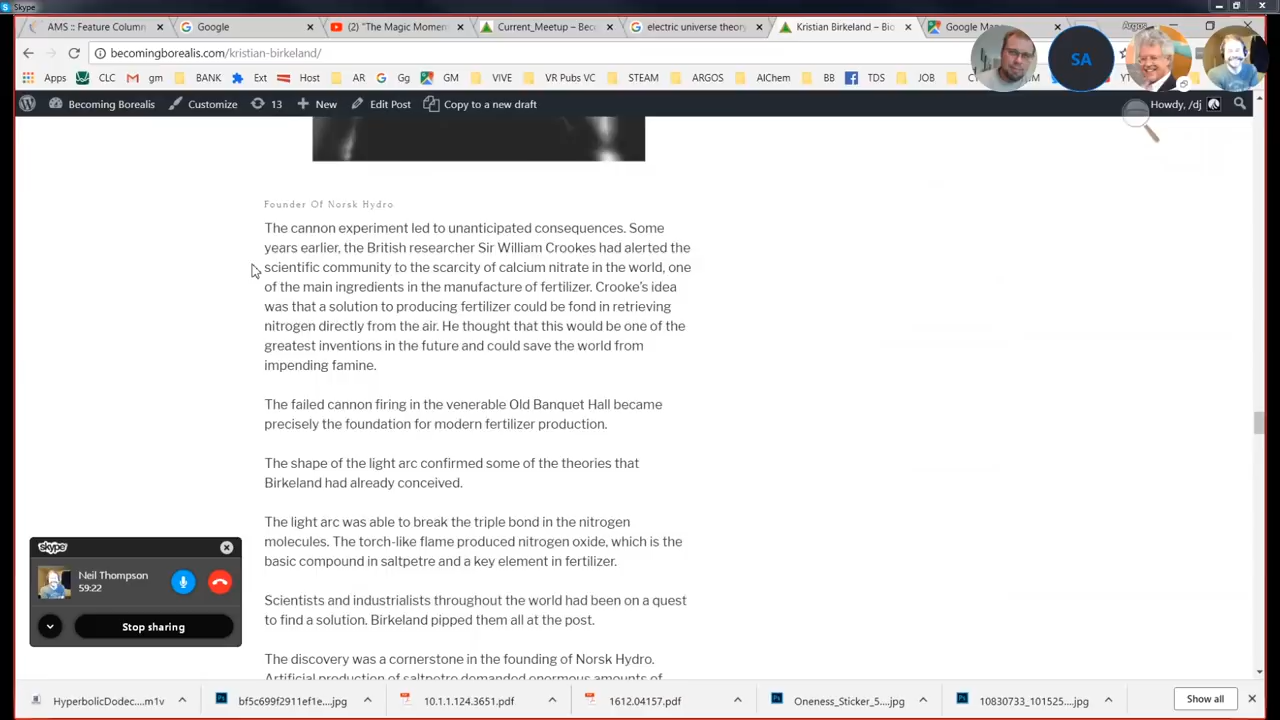 Skype
AMS :: Feature Column
Google
(2) "The Magic Momen
Current_Meetup – Bec
electric universe theory
Kristian Birkeland – Bio
Google Ma
Argos
becomingborealis.com/kristian-birkeland/
Apps
CLC
gm
BANK
Ext
Host
AR
Gg
GM
VIVE
VR Pubs VC
STEAM
ARGOS
AIChem
BB
TDS
JOB
SA
YT
Becoming Borealis
Customize
13
New
Edit Post
Copy to a new draft
Howdy, /dj
Founder Of Norsk Hydro
The cannon experiment led to unanticipated consequences. Some
years earlier, the British researcher Sir William Crookes had alerted the
scientific community to the scarcity of calcium nitrate in the world, one
of the main ingredients in the manufacture of fertilizer. Crooke's idea
was that a solution to producing fertilizer could be fond in retrieving
nitrogen directly from the air. He thought that this would be one of the
greatest inventions in the future and could save the world from
impending famine.
The failed cannon firing in the venerable Old Banquet Hall became
precisely the foundation for modern fertilizer production.
The shape of the light arc confirmed some of the theories that
Birkeland had already conceived.
The light arc was able to break the triple bond in the nitrogen
molecules. The torch-like flame produced nitrogen oxide, which is the
basic compound in saltpetre and a key element in fertilizer.
Scientists and industrialists throughout the world had been on a quest
to find a solution. Birkeland pipped them all at the post.
The discovery was a cornerstone in the founding of Norsk Hydro.
Artificial production of saltpetre demanded enormous amounts of
skype
Neil Thompson
59:22
Stop sharing
HyperbolicDodec....m1v
bf5c699f2911ef1e....jpg
10.1.1.124.3651.pdf
1612.04157.pdf
Oneness_Sticker_5....jpg
10830733_101525....jpg
Show all